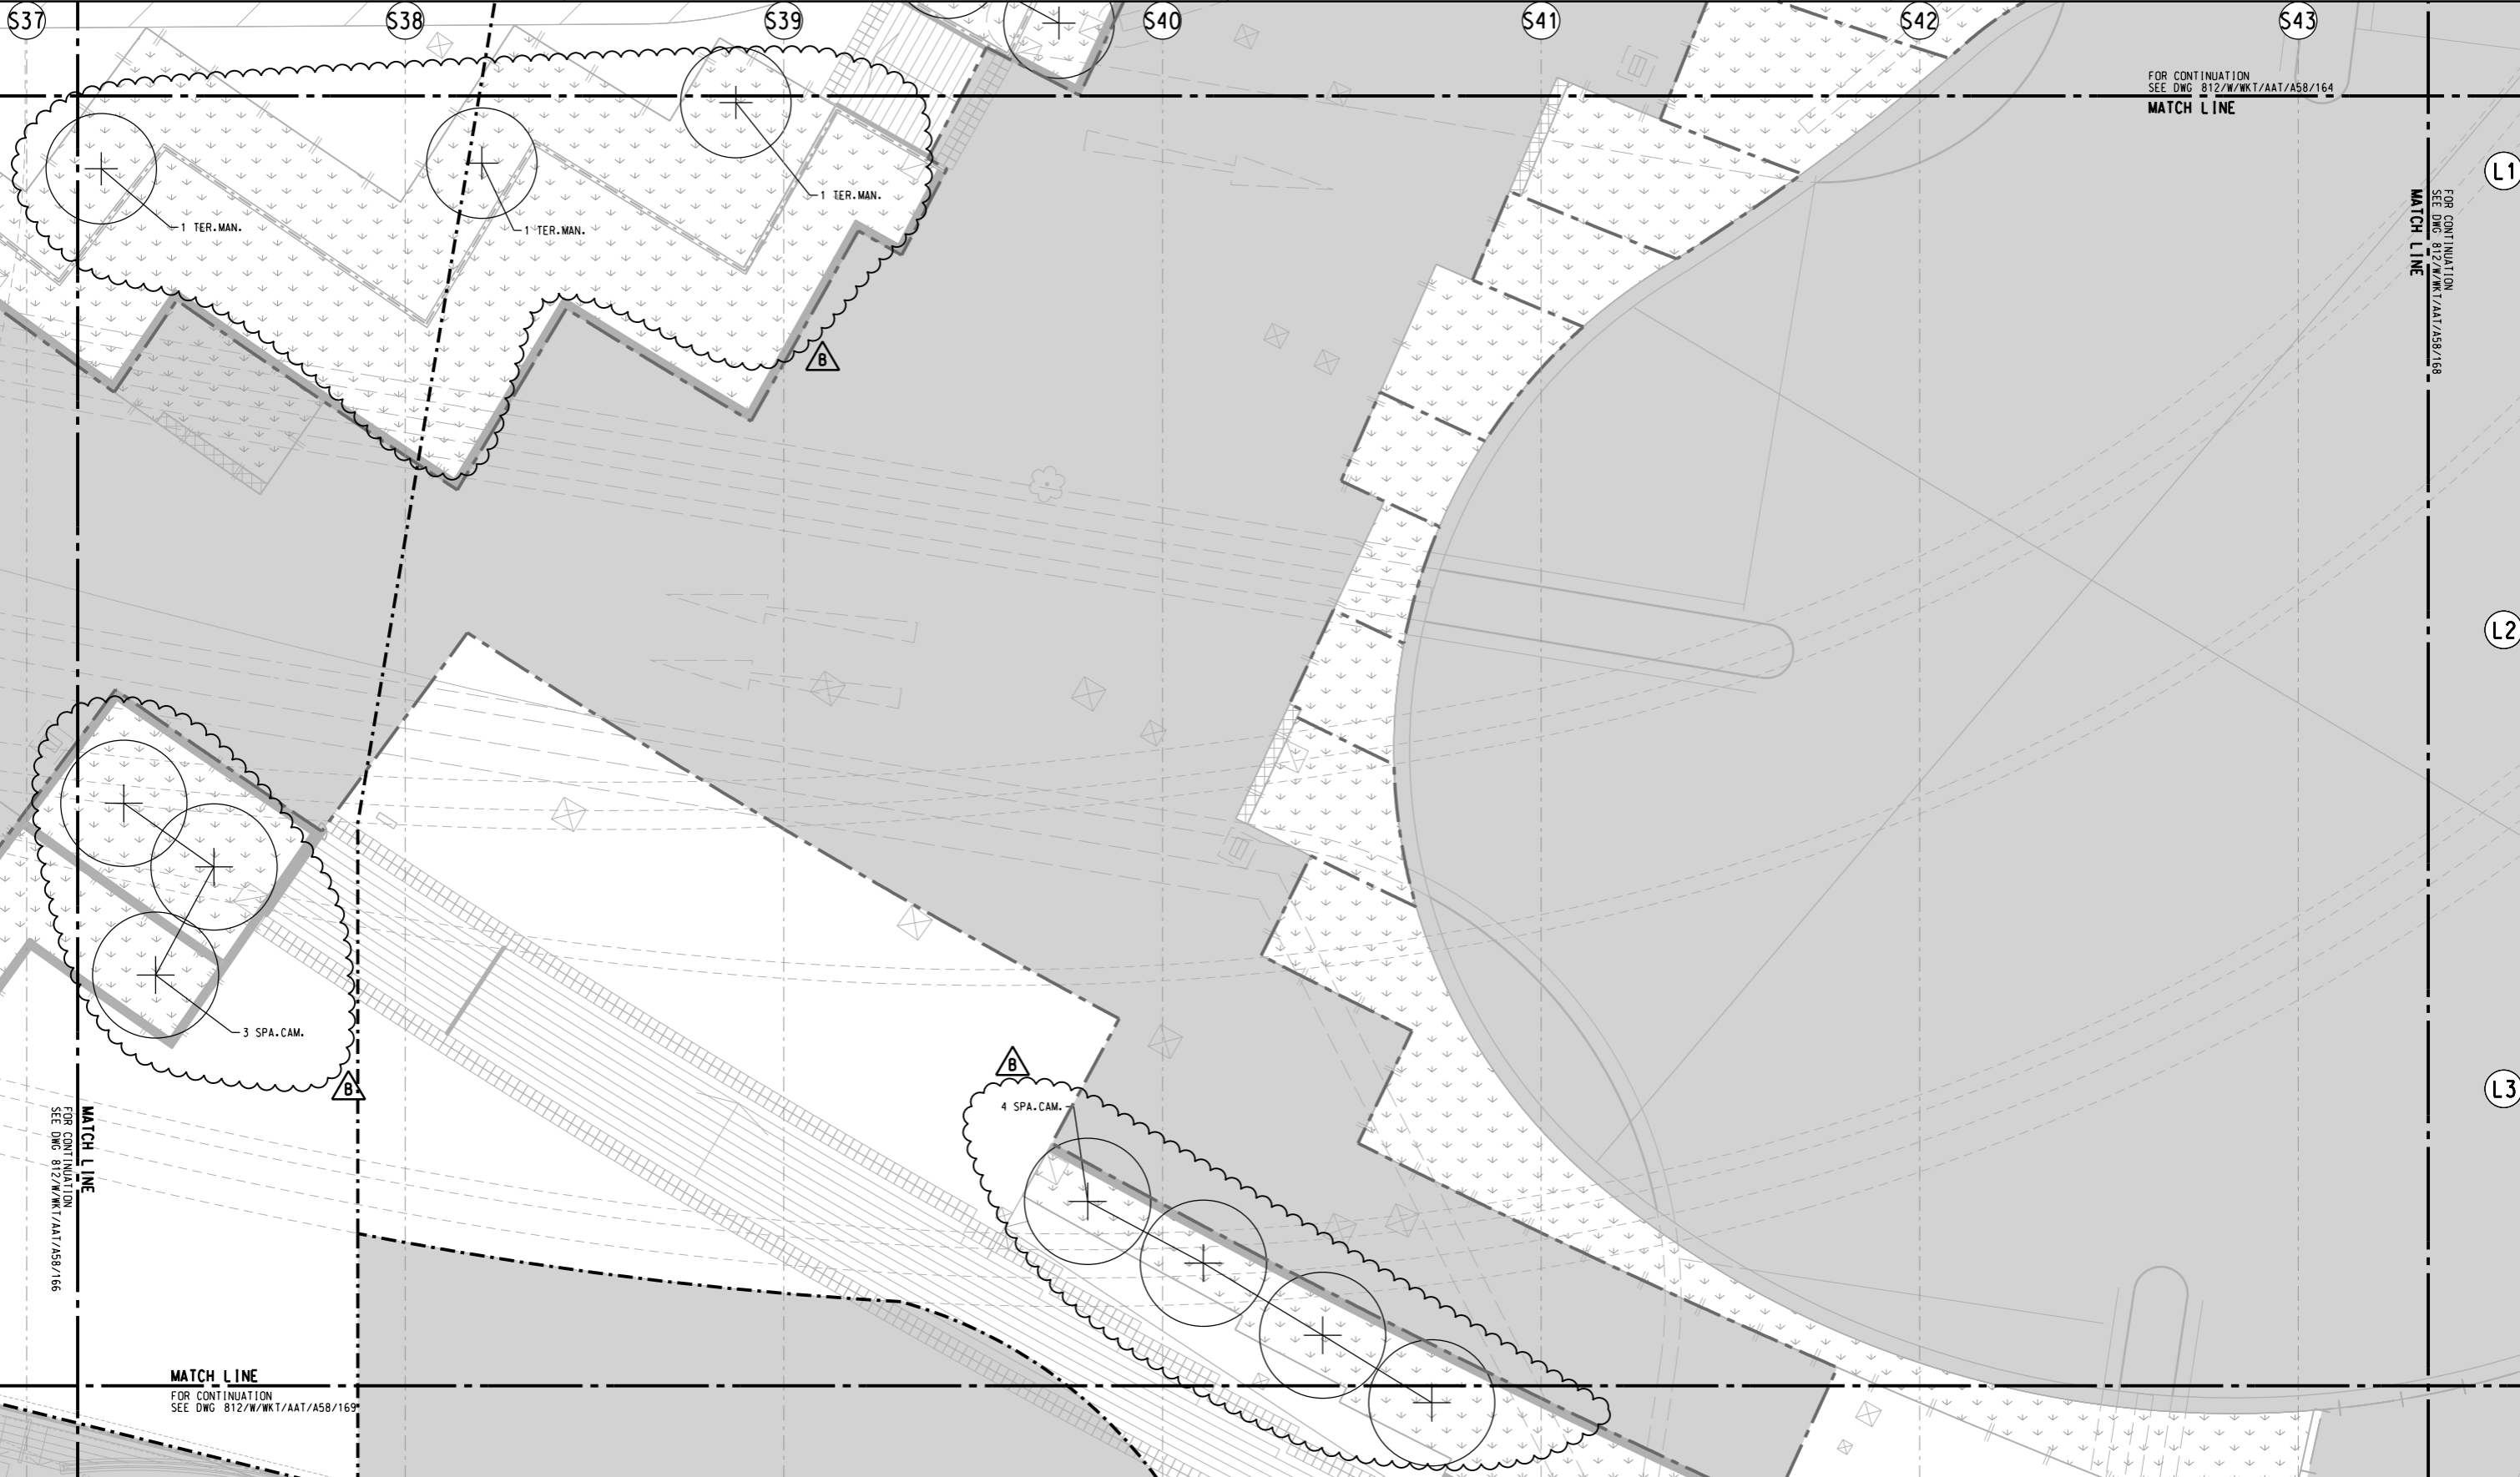 S37
S38
S39
S40
S41
S42
S43
FOR CONTINUATION
SEE DWG 812/W/WKT/AAT/A58/164
MATCH LINE
L1
FOR CONTINUATION
SEE DWG 812/W/WKT/AAT/A58/168
MATCH LINE
1 TER.MAN.
1 TER.MAN.
1 TER.MAN.
B
L2
3 SPA.CAM.
B
B
4 SPA.CAM.
L3
MATCH LINE
FOR CONTINUATION
SEE DWG 812/W/WKT/AAT/A58/166
MATCH LINE
FOR CONTINUATION
SEE DWG 812/W/WKT/AAT/A58/169